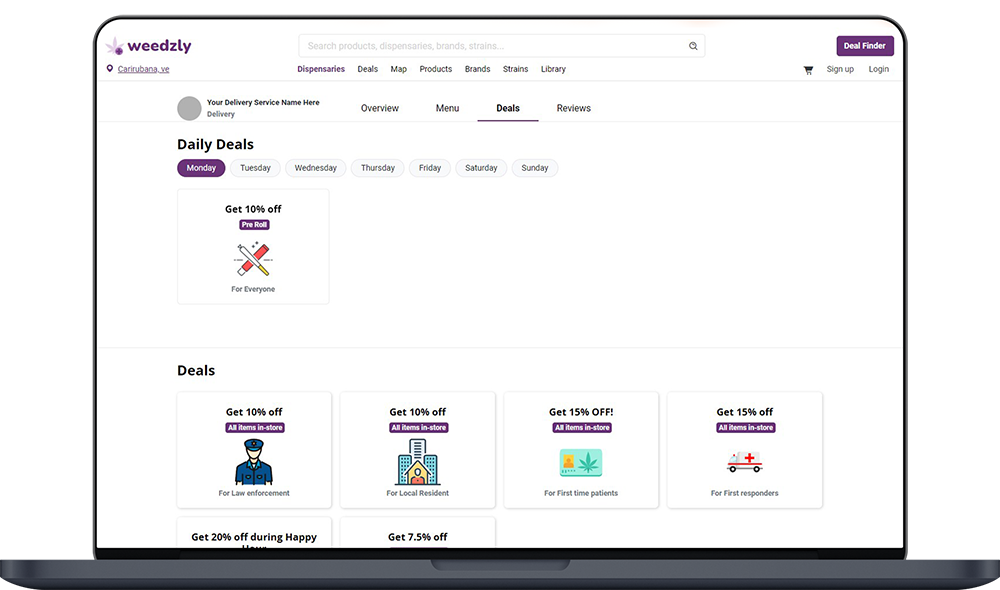 weedzly
Search products, dispensaries, brands, strains...
Deal Finder
Carirubana, ve
Dispensaries Deals Map Products Brands Strains Library
Sign up Login
Your Delivery Service Name Here
Delivery
Overview Menu Deals Reviews
Daily Deals
Monday Tuesday Wednesday Thursday Friday Saturday Sunday
Get 10% off
Pre Roll
For Everyone
Deals
Get 10% off
All items in-store
For Law enforcement
Get 10% off
All items in-store
For Local Resident
Get 15% OFF!
All items in-store
For First time patients
Get 15% off
All items in-store
For First responders
Get 20% off during Happy
Hour
Get 7.5% off